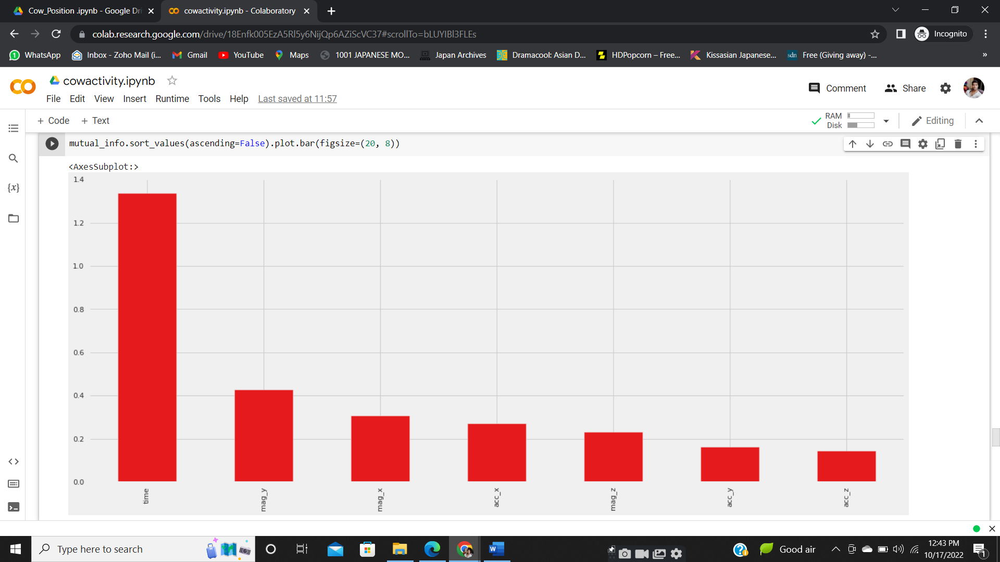 Cow_Position .ipynb - Google Dri
cowactivity.ipynb - Colaboratory
colab.research.google.com/drive/18Enfk005EzA5Rl5y6NijQp6AZiScVC37#scrollTo=bLUYIBl3FLEs
Incognito
WhatsApp
Inbox - Zoho Mail (i...
Gmail
YouTube
Maps
1001 JAPANESE MO...
Japan Archives
Dramacool: Asian D...
HDPopcorn – Free...
Kissasian Japanese...
sdn
Free (Giving away) -...
»
cowactivity.ipynb
Comment
Share
File Edit View Insert Runtime Tools Help Last saved at 11:57
+ Code + Text
RAM
Disk
Editing
{x}
mutual_info.sort_values(ascending=False).plot.bar(figsize=(20, 8))
<AxesSubplot:>
1.4
1.2
1.0
0.8
0.6
0.4
0.2
0.0
time
mag_y
mag_x
acc_x
mag_z
acc_y
acc_z
Type here to search
Good air
12:43 PM
10/17/2022
1